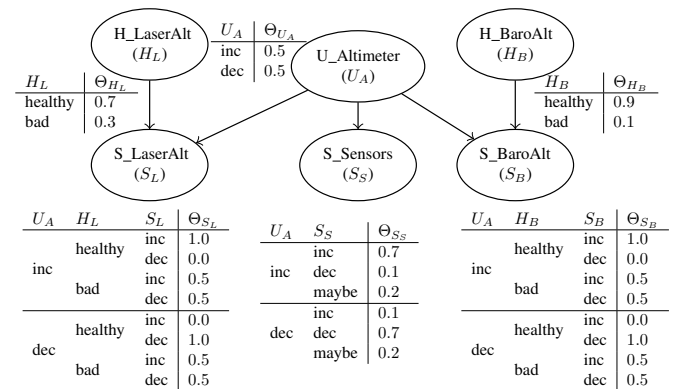 H_LaserAlt
(H_L)
U_A Θ_{U_A}
inc 0.5
dec 0.5
U_Altimeter
(U_A)
H_BaroAlt
(H_B)
H_L Θ_{H_L}
healthy 0.7
bad 0.3
H_B Θ_{H_B}
healthy 0.9
bad 0.1
S_LaserAlt
(S_L)
S_Sensors
(S_S)
S_BaroAlt
(S_B)
U_A H_L S_L Θ_{S_L}
inc healthy inc 1.0
dec 0.0
bad inc 0.5
dec 0.5
dec healthy inc 0.0
dec 1.0
bad inc 0.5
dec 0.5
U_A S_S Θ_{S_S}
inc inc 0.7
dec 0.1
maybe 0.2
dec inc 0.1
dec 0.7
maybe 0.2
U_A H_B S_B Θ_{S_B}
inc healthy inc 1.0
dec 0.0
bad inc 0.5
dec 0.5
dec healthy inc 0.0
dec 1.0
bad inc 0.5
dec 0.5